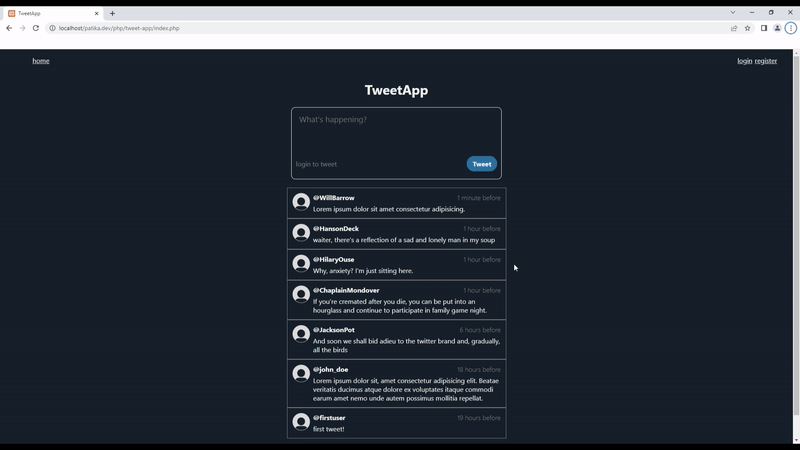 TweetApp
localhost/patika.dev/php/tweet-app/index.php
home
login register
TweetApp
What's happening?
login to tweet
Tweet
@WillBarrow 1 minute before
Lorem ipsum dolor sit amet consectetur adipisicing.
@HansonDeck 1 hour before
waiter, there's a reflection of a sad and lonely man in my soup
@HilaryOuse 1 hour before
Why, anxiety? I'm just sitting here.
@ChaplainMondover 1 hour before
If you're cremated after you die, you can be put into an
hourglass and continue to participate in family game night.
@JacksonPot 6 hours before
And soon we shall bid adieu to the twitter brand and, gradually,
all the birds
@john_doe 18 hours before
Lorem ipsum dolor sit, amet consectetur adipisicing elit. Beatae
veritatis ducimus atque dolore ex voluptates itaque commodi
earum amet nemo unde autem possimus mollitia repellat.
@firstuser 19 hours before
first tweet!